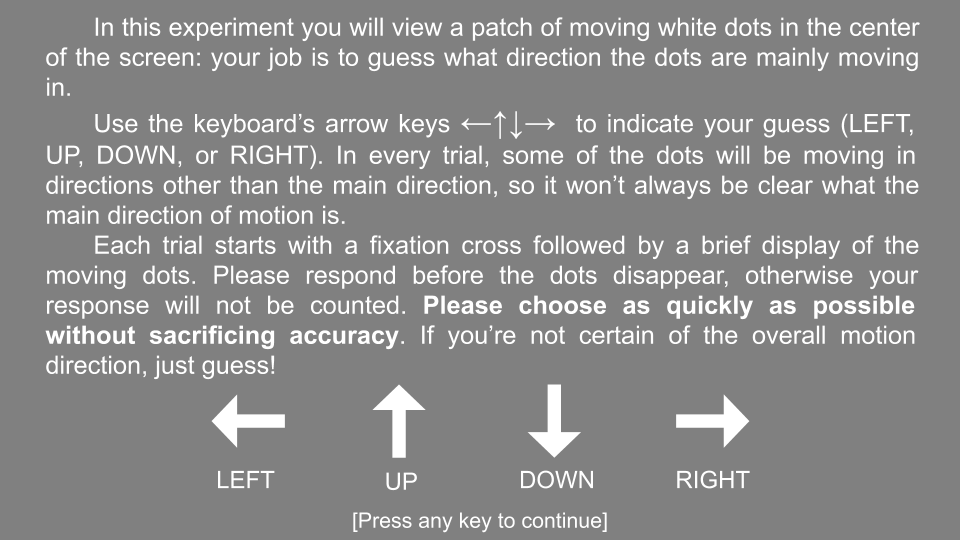 In this experiment you will view a patch of moving white dots in the center
of the screen: your job is to guess what direction the dots are mainly moving
in.
Use the keyboard’s arrow keys ←↑↓→ to indicate your guess (LEFT,
UP, DOWN, or RIGHT). In every trial, some of the dots will be moving in
directions other than the main direction, so it won’t always be clear what the
main direction of motion is.
Each trial starts with a fixation cross followed by a brief display of the
moving dots. Please respond before the dots disappear, otherwise your
response will not be counted. Please choose as quickly as possible
without sacrificing accuracy. If you’re not certain of the overall motion
direction, just guess!
LEFT UP DOWN RIGHT
[Press any key to continue]